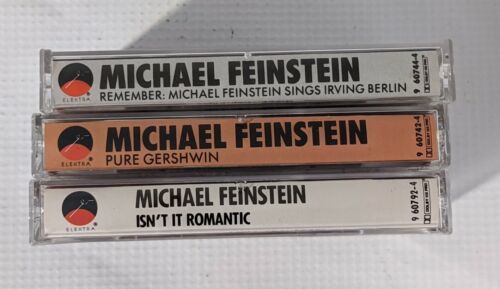 ELEKTRA
MICHAEL FEINSTEIN
REMEMBER: MICHAEL FEINSTEIN SINGS IRVING BERLIN
9 60744-4
ELEKTRA
MICHAEL FEINSTEIN
PURE GERSHWIN
9 60742-4
ELEKTRA
MICHAEL FEINSTEIN
ISN'T IT ROMANTIC
9 60792-4